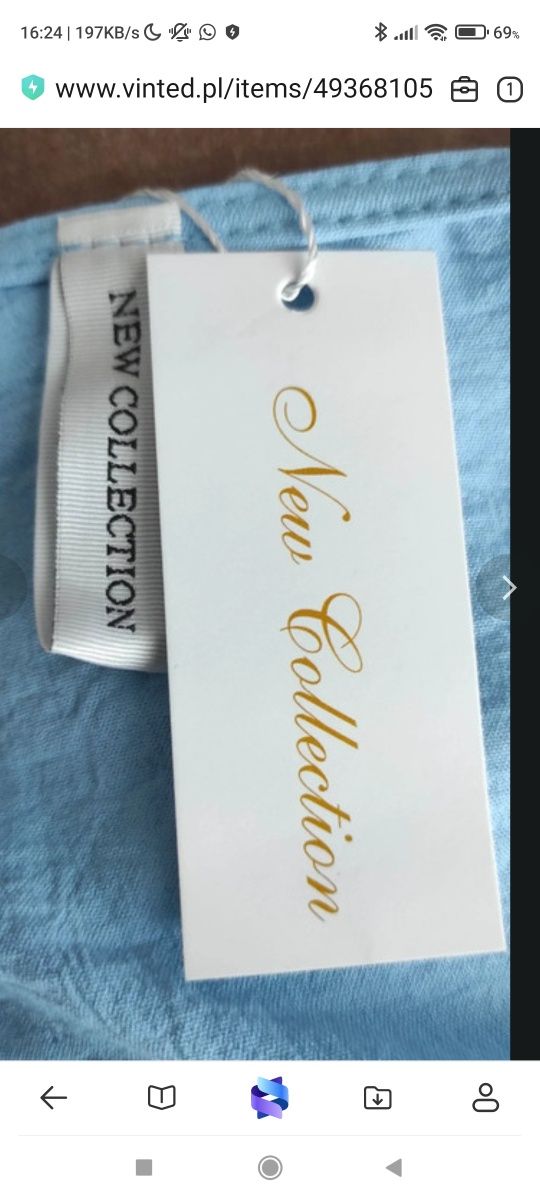 16:24 | 197KB/s
69%
www.vinted.pl/items/49368105
1
NEW COLLECTION
New Collection